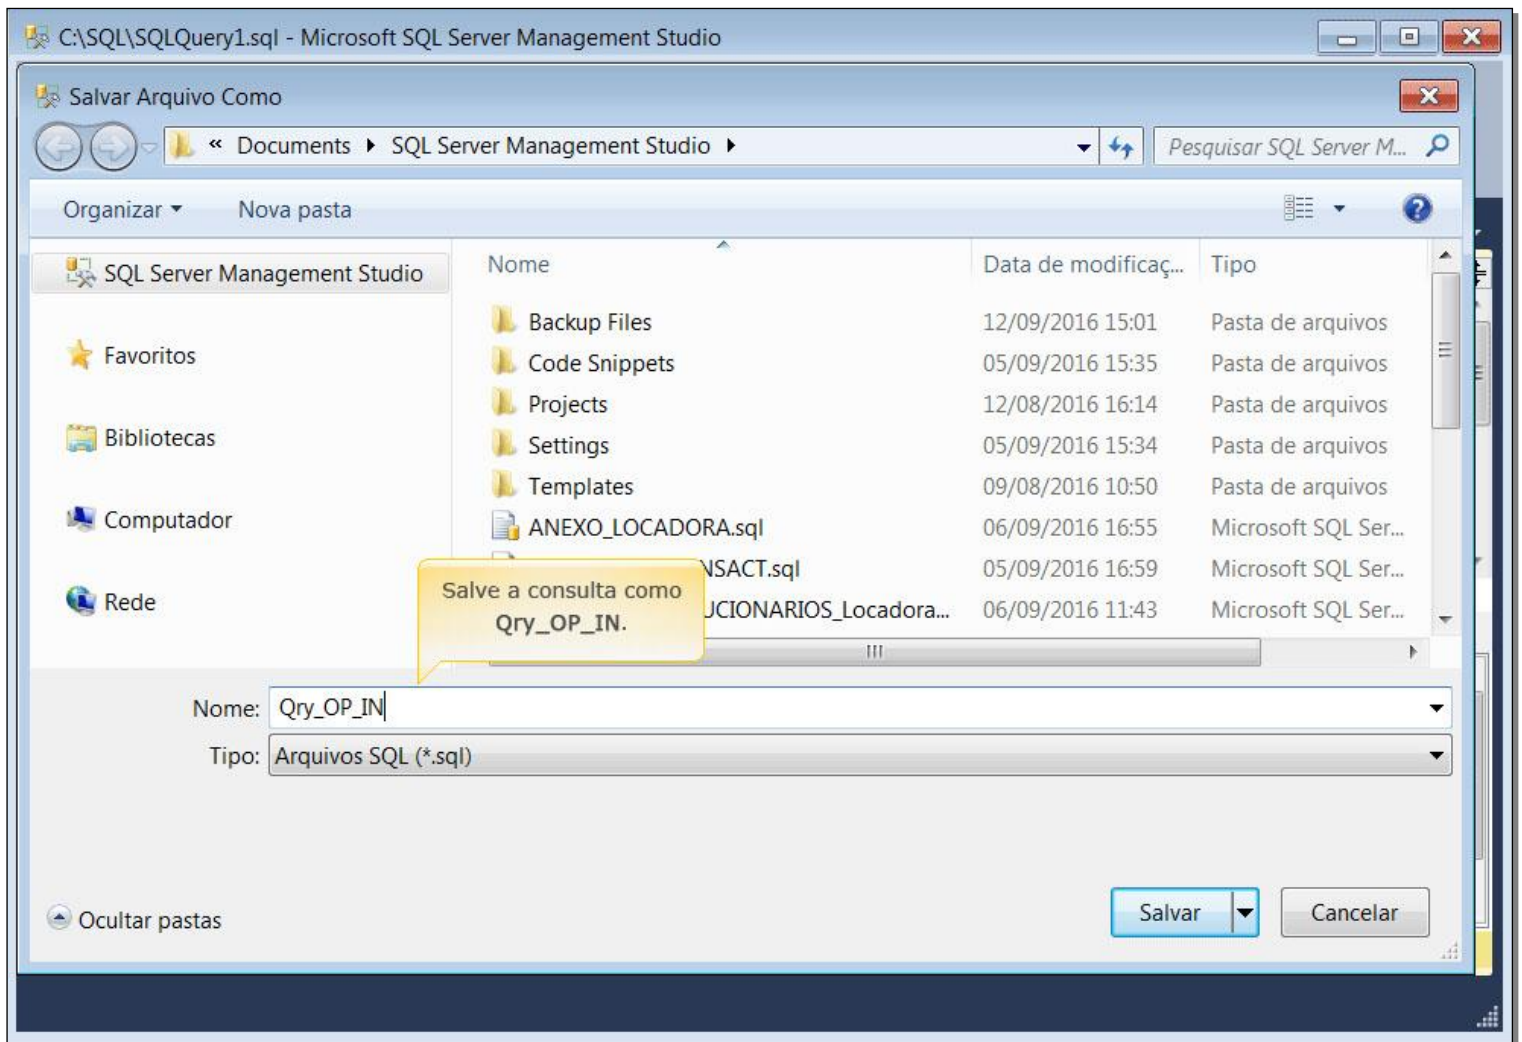 C:\SQL\SQLQuery1.sql - Microsoft SQL Server Management Studio
Salvar Arquivo Como
« Documents SQL Server Management Studio
Pesquisar SQL Server M...
Organizar Nova pasta
SQL Server Management Studio
Favoritos
Bibliotecas
Computador
Rede
Nome Data de modificaç... Tipo
Backup Files 12/09/2016 15:01 Pasta de arquivos
Code Snippets 05/09/2016 15:35 Pasta de arquivos
Projects 12/08/2016 16:14 Pasta de arquivos
Settings 05/09/2016 15:34 Pasta de arquivos
Templates 09/08/2016 10:50 Pasta de arquivos
ANEXO_LOCADORA.sql 06/09/2016 16:55 Microsoft SQL Ser...
NSACT.sql 05/09/2016 16:59 Microsoft SQL Ser...
UCIONARIOS_Locadora... 06/09/2016 11:43 Microsoft SQL Ser...
Salve a consulta como
Qry_OP_IN.
Nome: Qry_OP_IN
Tipo: Arquivos SQL (*.sql)
Ocultar pastas
Salvar Cancelar